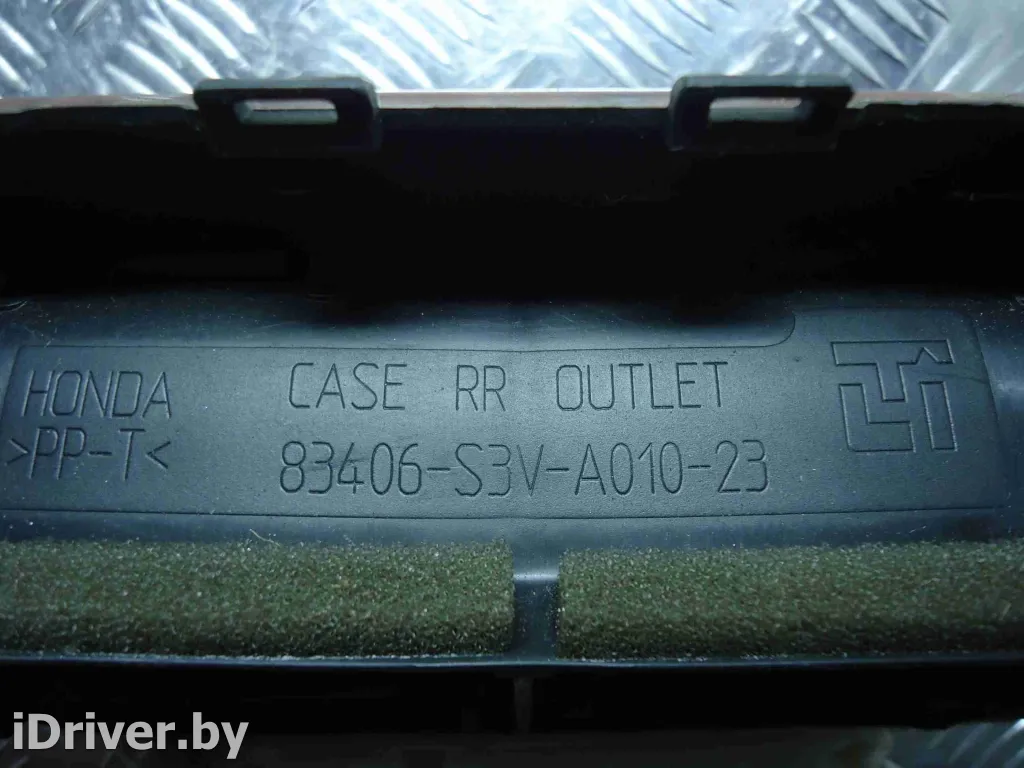 HONDA
>PP-T<
CASE RR OUTLET
83406-S3V-A010-23
iDriver.by